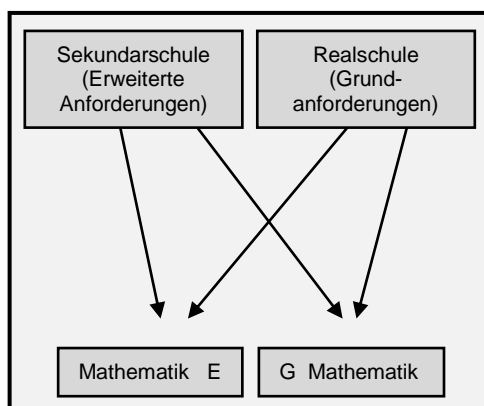 Sekundarschule
(Erweiterte
Anforderungen)
Realschule
(Grund-
anforderungen)
Mathematik E
G Mathematik